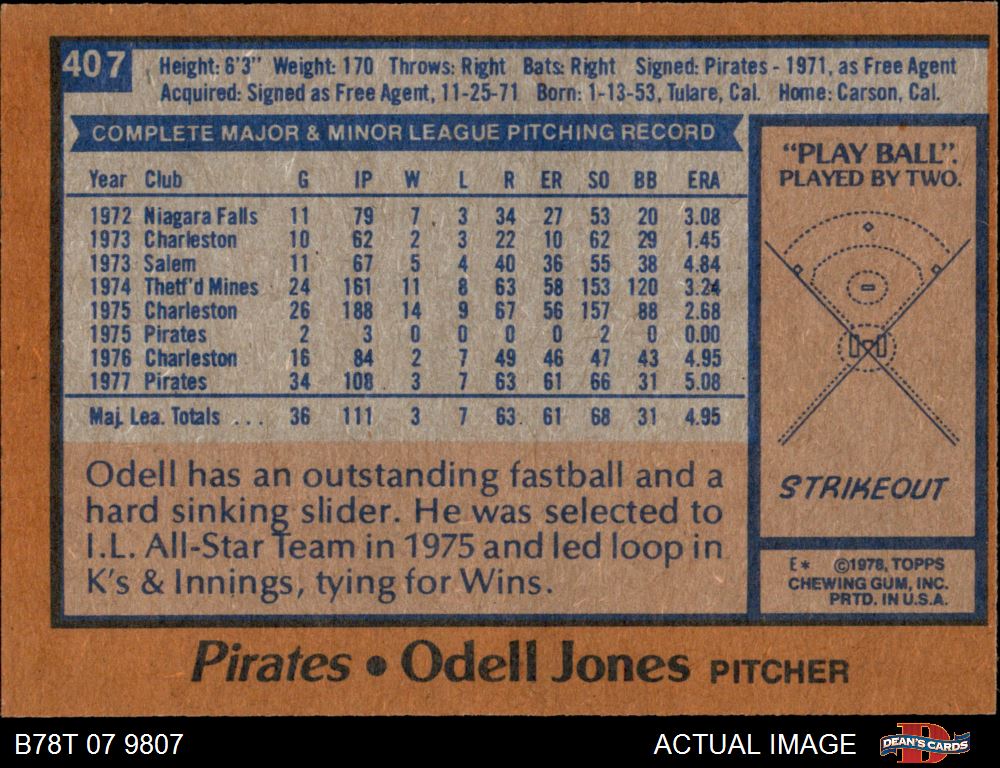 407
Height: 6'3" Weight: 170 Throws: Right Bats: Right Signed: Pirates - 1971, as Free Agent
Acquired: Signed as Free Agent, 11-25-71 Born: 1-13-53, Tulare, Cal. Home: Carson, Cal.
COMPLETE MAJOR & MINOR LEAGUE PITCHING RECORD
Year Club G IP W L R ER SO BB ERA
1972 Niagara Falls 11 79 7 3 34 27 53 20 3.08
1973 Charleston 10 62 2 3 22 10 62 29 1.45
1973 Salem 11 67 5 4 40 36 55 38 4.84
1974 Thetf'd Mines 24 161 11 8 63 58 153 120 3.24
1975 Charleston 26 188 14 9 67 56 157 88 2.68
1975 Pirates 2 3 0 0 0 0 2 0 0.00
1976 Charleston 16 84 2 7 49 46 47 43 4.95
1977 Pirates 34 108 3 7 63 61 66 31 5.08
Maj. Lea. Totals . . . 36 111 3 7 63 61 68 31 4.95
Odell has an outstanding fastball and a
hard sinking slider. He was selected to
I.L. All-Star Team in 1975 and led loop in
K's & Innings, tying for Wins.
"PLAY BALL".
PLAYED BY TWO.
STRIKEOUT
E* ©1978, TOPPS
CHEWING GUM, INC.
PRTD. IN U.S.A.
Pirates • Odell Jones PITCHER
B78T 07 9807
ACTUAL IMAGE
DEAN'S CARDS